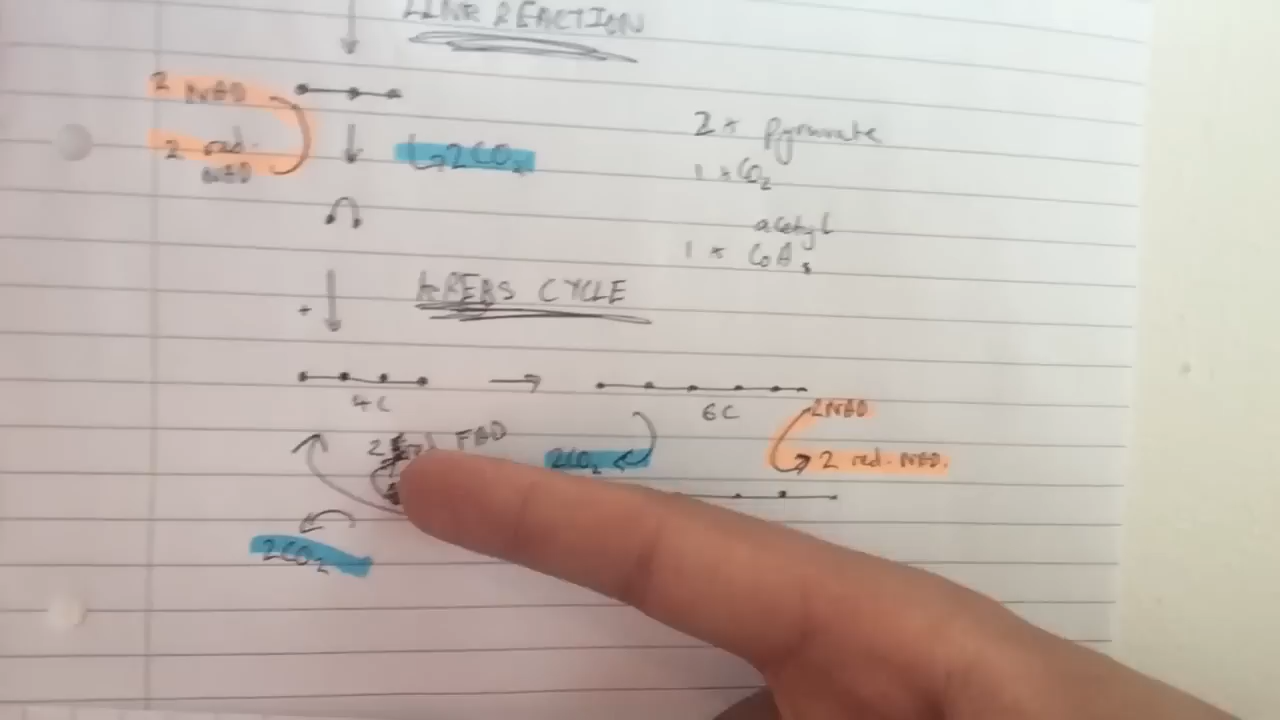 LINK REACTION
2 NAD
2 red.
NAD
2CO2
2 * pyruvate
1 * CO2
acetyl
1 * CoA
KREBS CYCLE
+
4C
6C
2NAD
2 FAD
2CO2
2 red. NAD.
2CO2